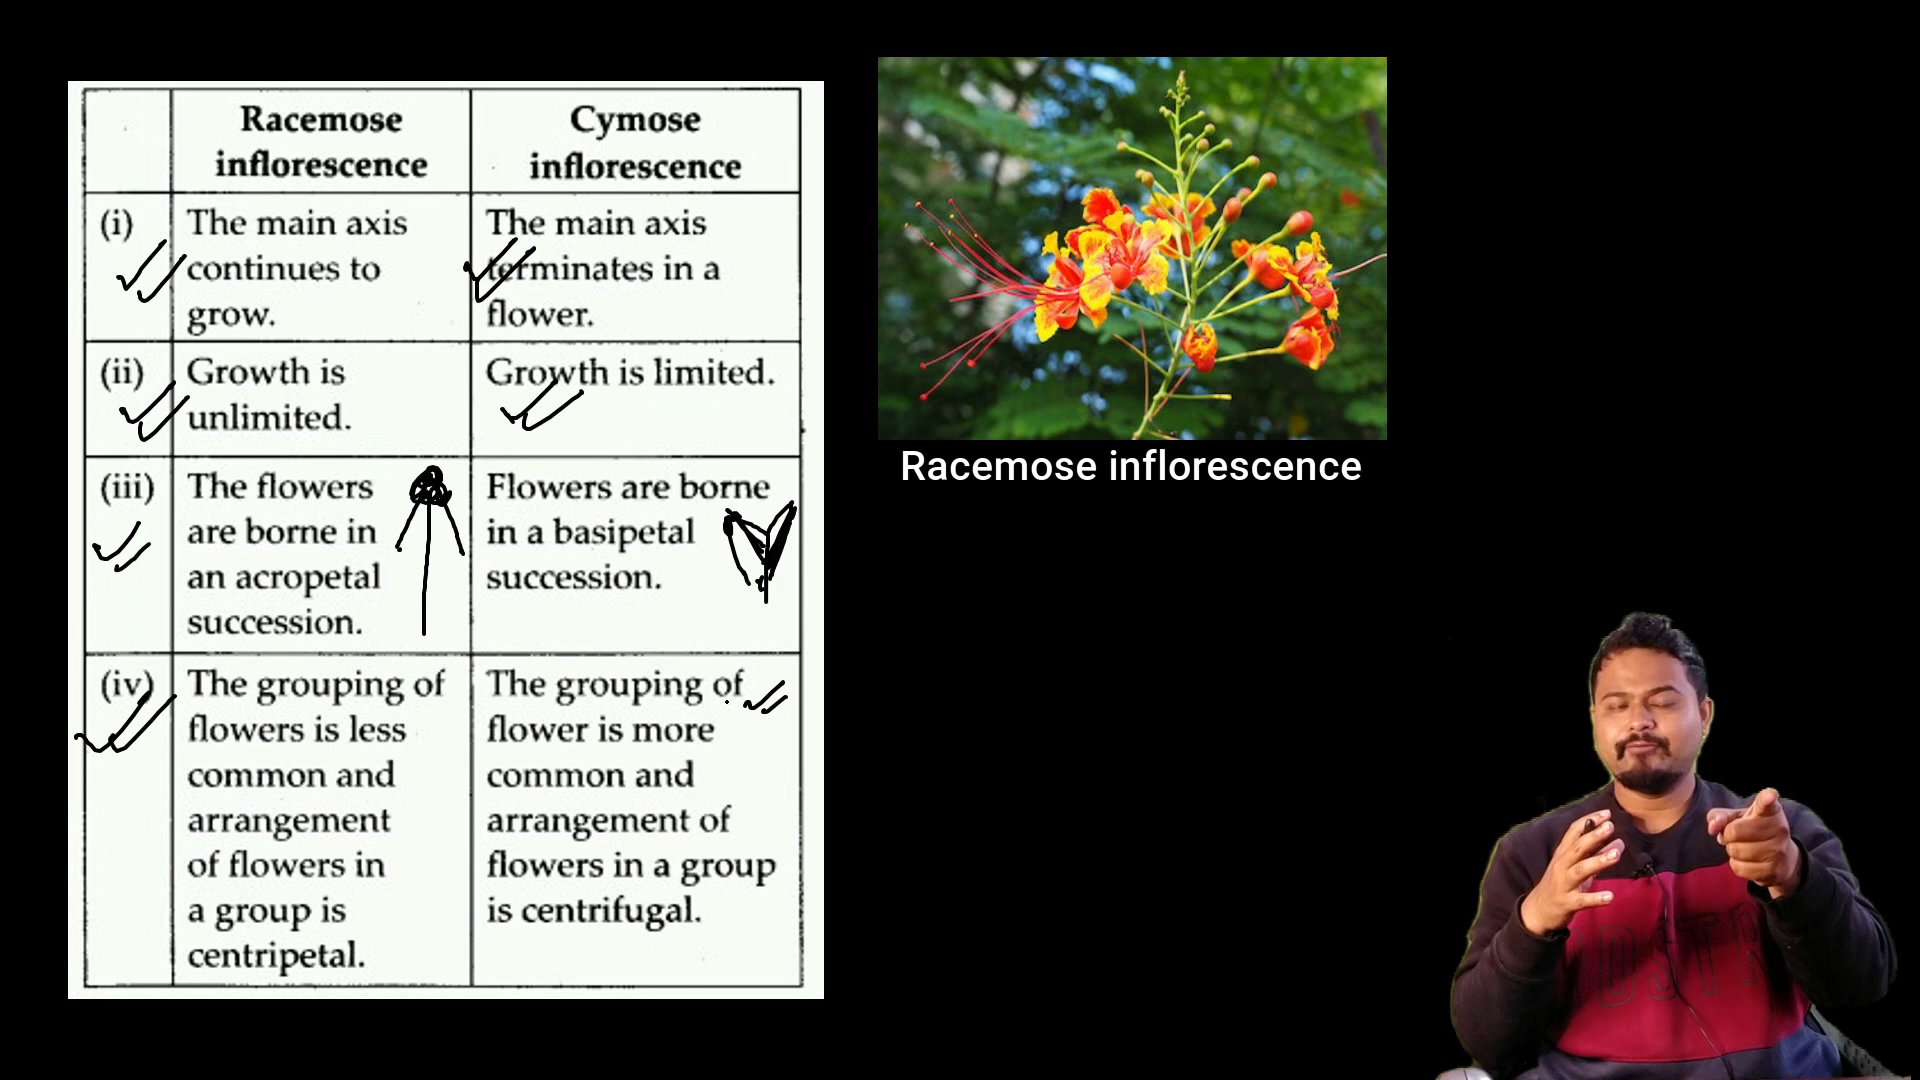 Racemose
inflorescence
Cymose
inflorescence
(i)
The main axis
continues to
grow.
The main axis
terminates in a
flower.
(ii)
Growth is
unlimited.
Growth is limited.
(iii)
The flowers
are borne in
an acropetal
succession.
Flowers are borne
in a basipetal
succession.
(iv)
The grouping of
flowers is less
common and
arrangement
of flowers in
a group is
centripetal.
The grouping of
flower is more
common and
arrangement of
flowers in a group
is centrifugal.
Racemose inflorescence